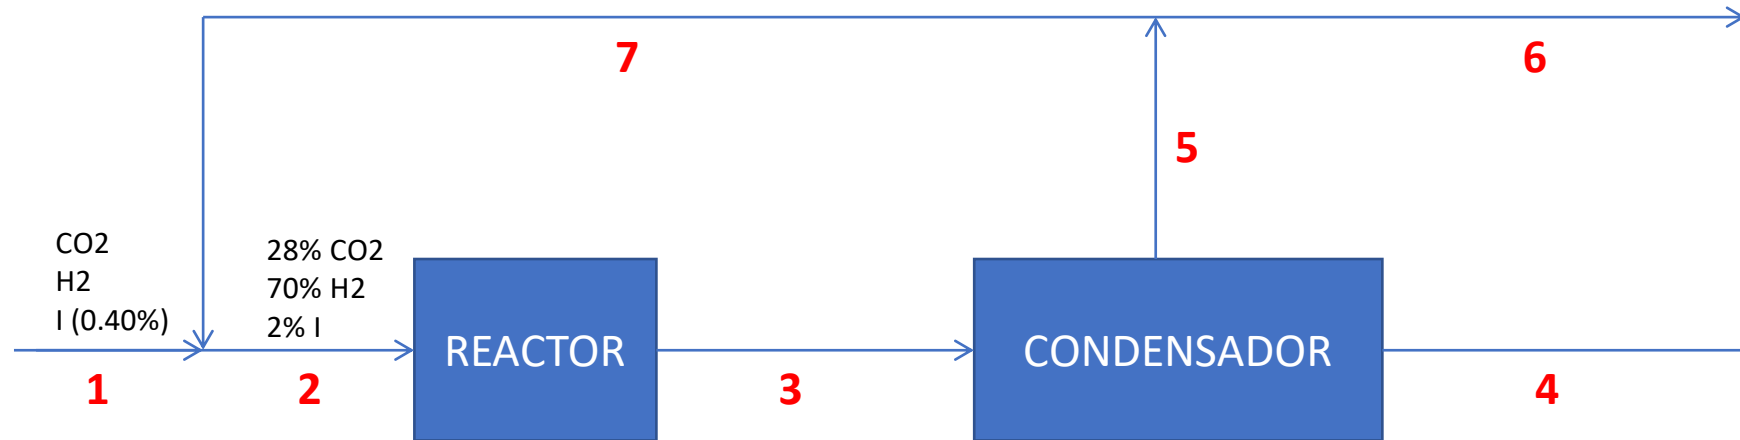 7
6
5
CO2
H2
I (0.40%)
28% CO2
70% H2
2% I
REACTOR
CONDENSADOR
1
2
3
4